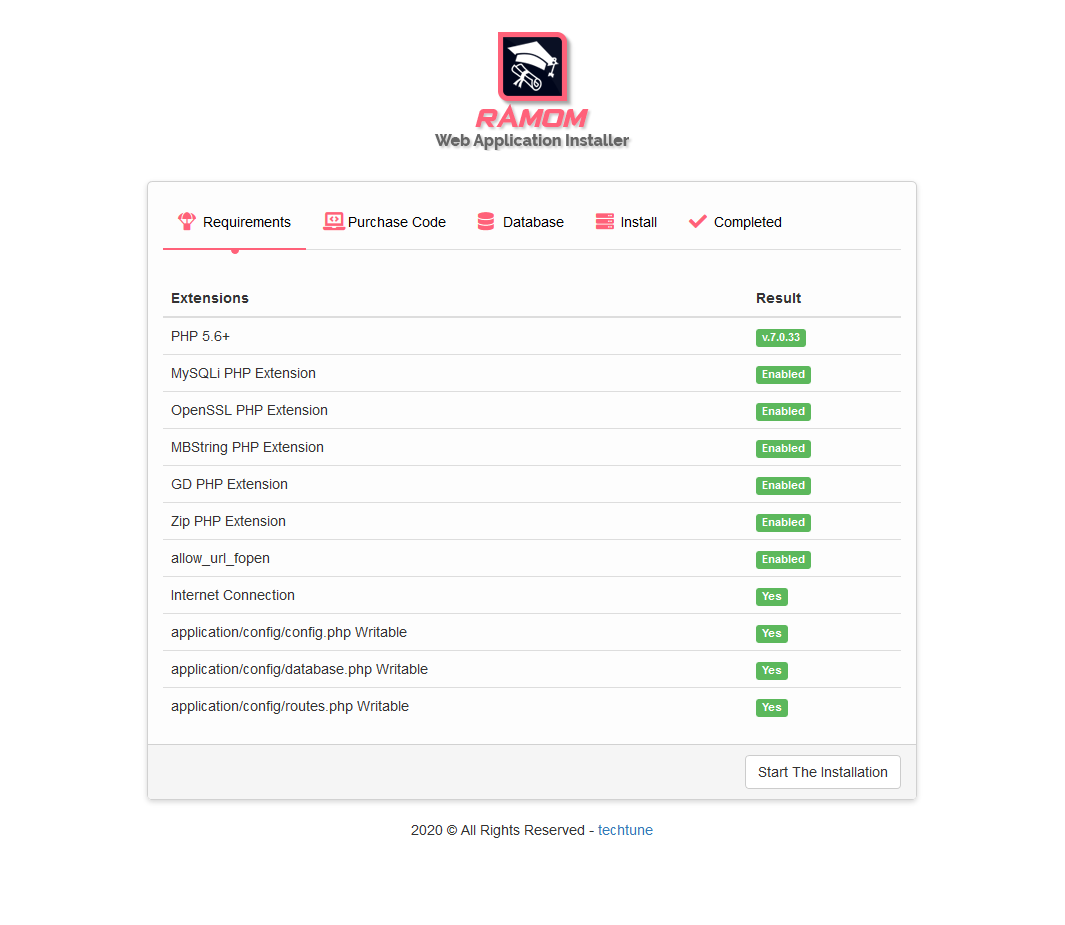 RAMOM
Web Application Installer
Requirements Purchase Code Database Install Completed
Extensions Result
PHP 5.6+ v.7.0.33
MySQLi PHP Extension Enabled
OpenSSL PHP Extension Enabled
MBString PHP Extension Enabled
GD PHP Extension Enabled
Zip PHP Extension Enabled
allow_url_fopen Enabled
Internet Connection Yes
application/config/config.php Writable Yes
application/config/database.php Writable Yes
application/config/routes.php Writable Yes
Start The Installation
2020 © All Rights Reserved - techtune